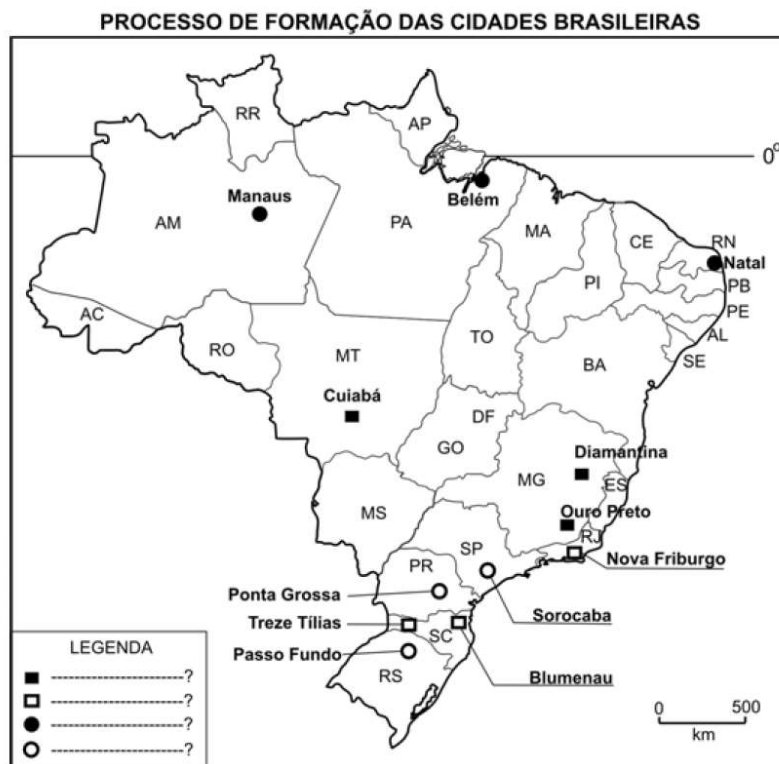 PROCESSO DE FORMAÇÃO DAS CIDADES BRASILEIRAS
RR
AP
0º
Manaus
Belém
AM
PA
MA
CE
RN
Natal
PI
PB
PE
AC
AL
TO
SE
RO
MT
BA
Cuiabá
DF
GO
Diamantina
MG
ES
MS
Ouro Preto
SP
RJ
Nova Friburgo
PR
Ponta Grossa
Sorocaba
Treze Tílias
SC
LEGENDA
Passo Fundo
Blumenau
RS
■ --------------------?
□ --------------------?
● --------------------?
○ --------------------?
0 500
km